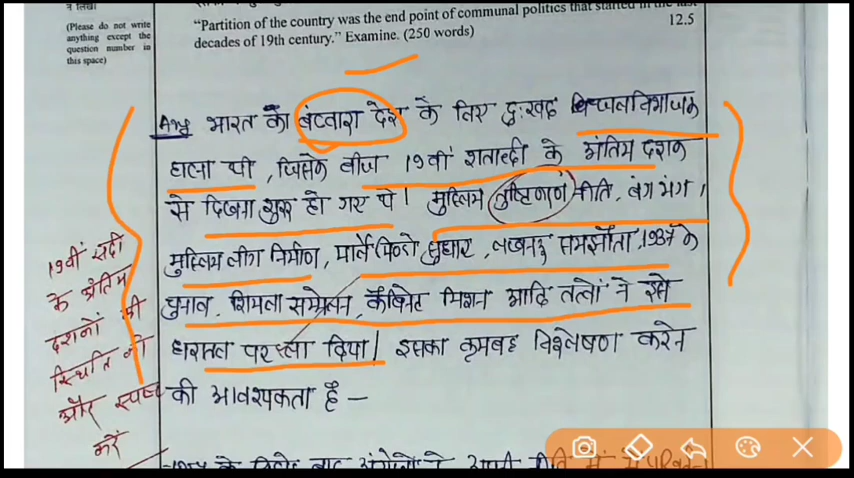 न लिखें।
(Please do not write
anything except the
question number in
this space)
"Partition of the country was the end point of communal politics that started in the last
decades of 19th century." Examine. (250 words)
12.5
Ans भारत का बंटवारा देश के लिए दुःखद
घटना थी, जिसके बीज 19वीं शताब्दी के अंतिम दशक
से दिखना शुरू हो गए थे। मुस्लिम तुष्टिकरण नीति, बंग भंग,
मुस्लिम लीग निर्माण, मार्ले मिन्टो सुधार, लखनऊ समझौता, 1937 के
चुनाव, शिमला सम्मेलन, कैबिनेट मिशन आदि तत्वों ने इसे
धरातल पर ला दिया। इसका क्रमबद्ध विश्लेषण करने
की आवश्यकता है –
19वीं सदी
के अंतिम
दशकों की
स्थिति को
और स्पष्ट
करें